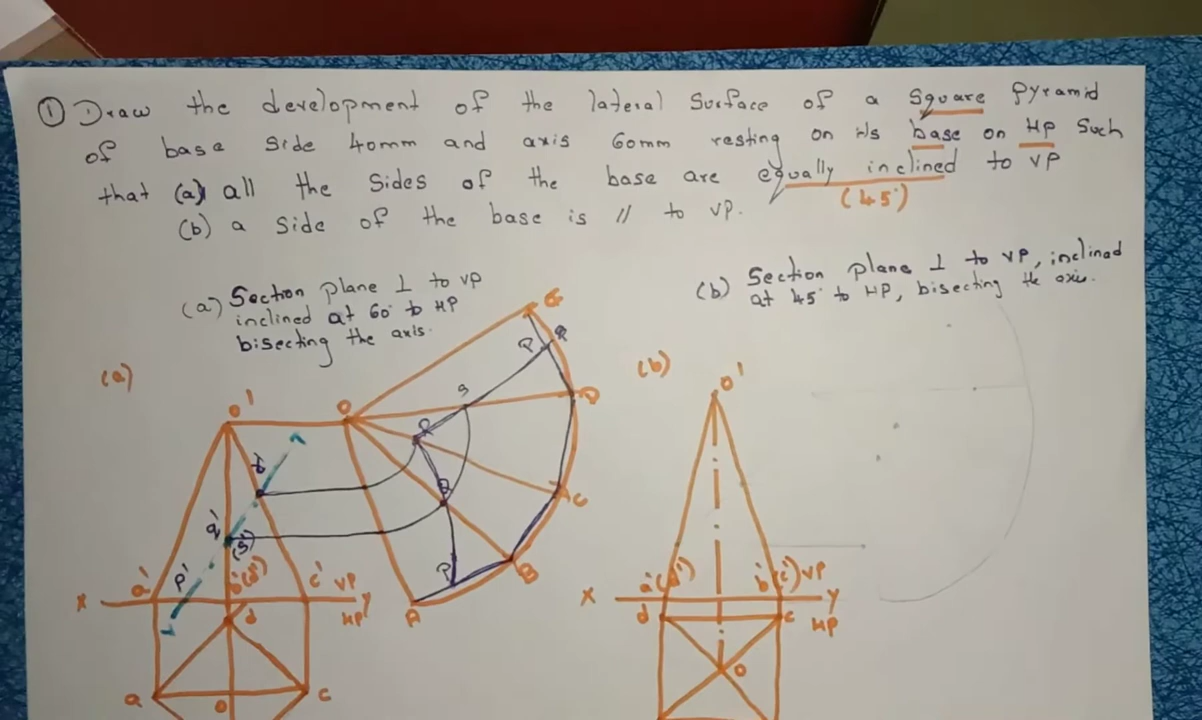 ① Draw the development of the lateral Surface of a Square Pyramid
of base side 40mm and axis 60mm resting on its base on HP Such
that (a) all the Sides of the base are equally inclined to VP
(45°)
(b) a side of the base is // to VP.
(a) Section plane ⊥ to VP
inclined at 60° to HP
bisecting the axis.
(b) Section plane ⊥ to VP, inclined
at 45° to HP, bisecting the axis.
(a)
(b)
O'
O
A
D
C
B
A
P
R
S
R
Q
P
r'
q'
(s')
p'
a'
b'(d')
c'
VP
X
Y
HP
d
a
o
c
O'
a'(d')
b'(c')
VP
X
Y
HP
d
c
o